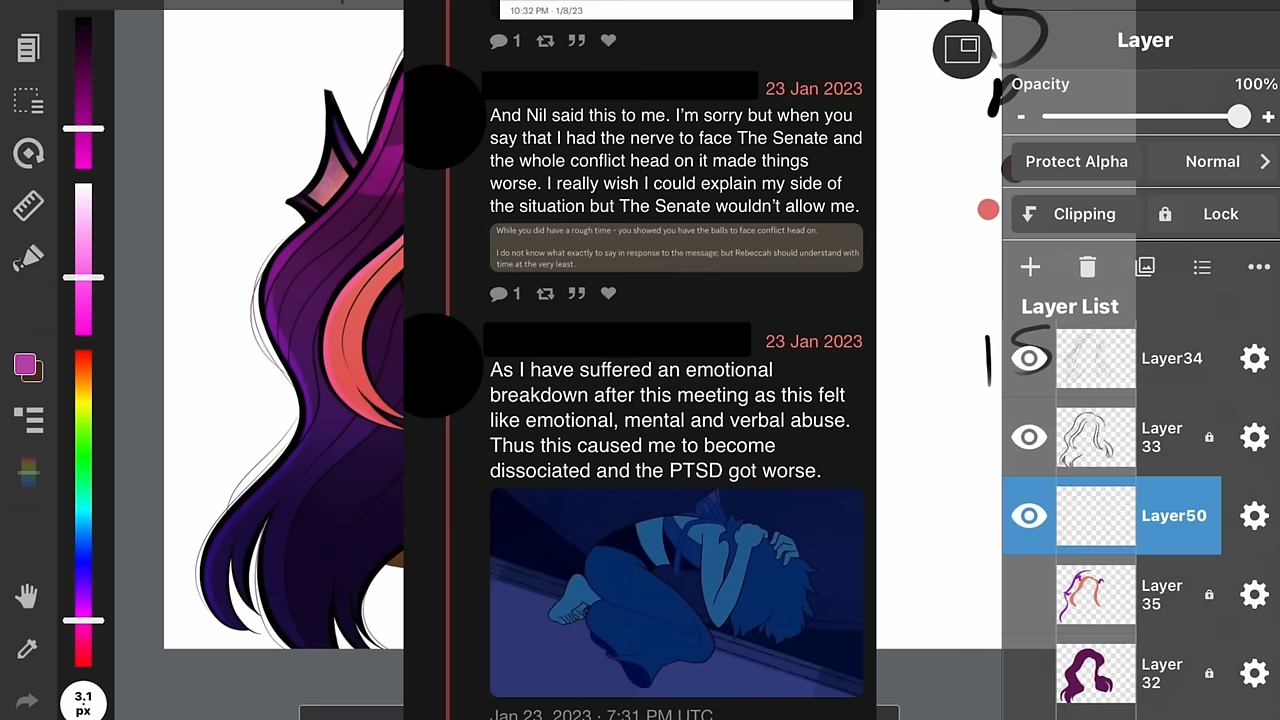 10:32 PM · 1/8/23
1
23 Jan 2023
And Nil said this to me. I'm sorry but when you
say that I had the nerve to face The Senate and
the whole conflict head on it made things
worse. I really wish I could explain my side of
the situation but The Senate wouldn't allow me.
While you did have a rough time - you showed you have the balls to face conflict head on.
I do not know what exactly to say in response to the message; but Rebeccah should understand with
time at the very least.
1
23 Jan 2023
As I have suffered an emotional
breakdown after this meeting as this felt
like emotional, mental and verbal abuse.
Thus this caused me to become
dissociated and the PTSD got worse.
Jan 23, 2023 · 7:31 PM UTC
3.1
px
Layer
Opacity
100%
- +
Protect Alpha
Normal
Clipping
Lock
Layer List
Layer34
Layer
33
Layer50
Layer
35
Layer
32